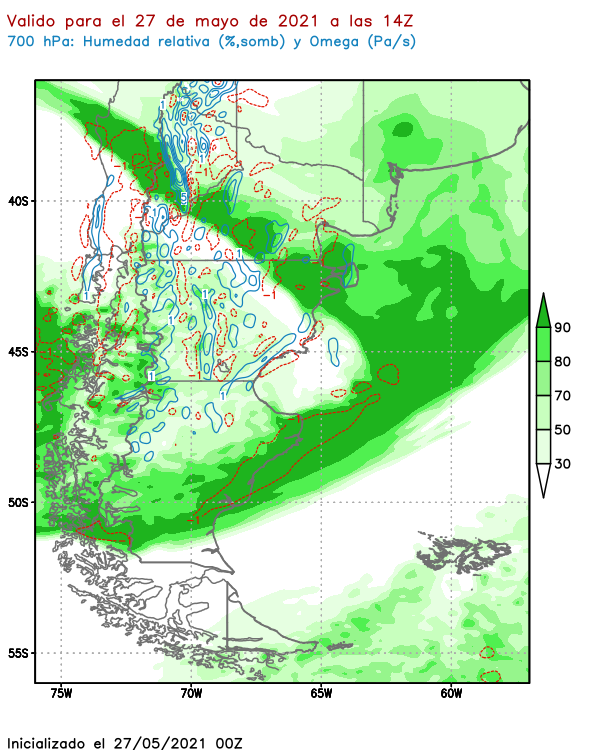 Valido para el 27 de mayo de 2021 a las 14Z
700 hPa: Humedad relativa (%,somb) y Omega (Pa/s)
40S
45S
50S
55S
75W 70W 65W 60W
90
80
70
50
30
-1
-1
1
5
-1
1
1
-1
1
1
1
-1
-1
Inicializado el 27/05/2021 00Z